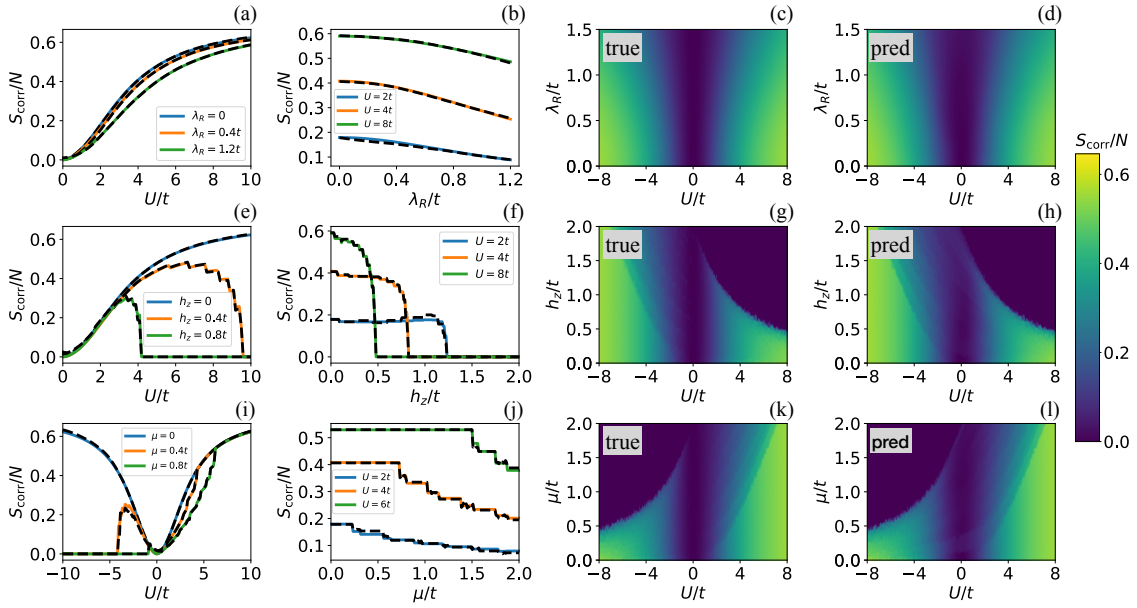 (a)
S_corr/N
0.6
0.4
0.2
0.0
λ_R = 0
λ_R = 0.4t
λ_R = 1.2t
0 2 4 6 8 10
U/t
(b)
S_corr/N
0.6
0.5
0.4
0.3
0.2
0.1
U = 2t
U = 4t
U = 8t
0.0 0.4 0.8 1.2
λ_R/t
(c)
true
λ_R/t
1.5
1.0
0.5
0.0
−8 −4 0 4 8
U/t
(d)
pred
λ_R/t
1.5
1.0
0.5
0.0
−8 −4 0 4 8
U/t
S_corr/N
0.6
0.4
0.2
0.0
(e)
S_corr/N
0.6
0.4
0.2
0.0
h_z = 0
h_z = 0.4t
h_z = 0.8t
0 2 4 6 8 10
U/t
(f)
S_corr/N
0.6
0.5
0.4
0.3
0.2
0.1
0.0
U = 2t
U = 4t
U = 8t
0.0 0.5 1.0 1.5 2.0
h_z/t
(g)
true
h_z/t
2.0
1.5
1.0
0.5
0.0
−8 −4 0 4 8
U/t
(h)
pred
h_z/t
2.0
1.5
1.0
0.5
0.0
−8 −4 0 4 8
U/t
(i)
S_corr/N
0.6
0.4
0.2
0.0
μ = 0
μ = 0.4t
μ = 0.8t
−10 −5 0 5 10
U/t
(j)
S_corr/N
0.5
0.4
0.3
0.2
0.1
U = 2t
U = 4t
U = 6t
0.0 0.5 1.0 1.5 2.0
μ/t
(k)
true
μ/t
2.0
1.5
1.0
0.5
0.0
−8 −4 0 4 8
U/t
(l)
pred
μ/t
2.0
1.5
1.0
0.5
0.0
−8 −4 0 4 8
U/t